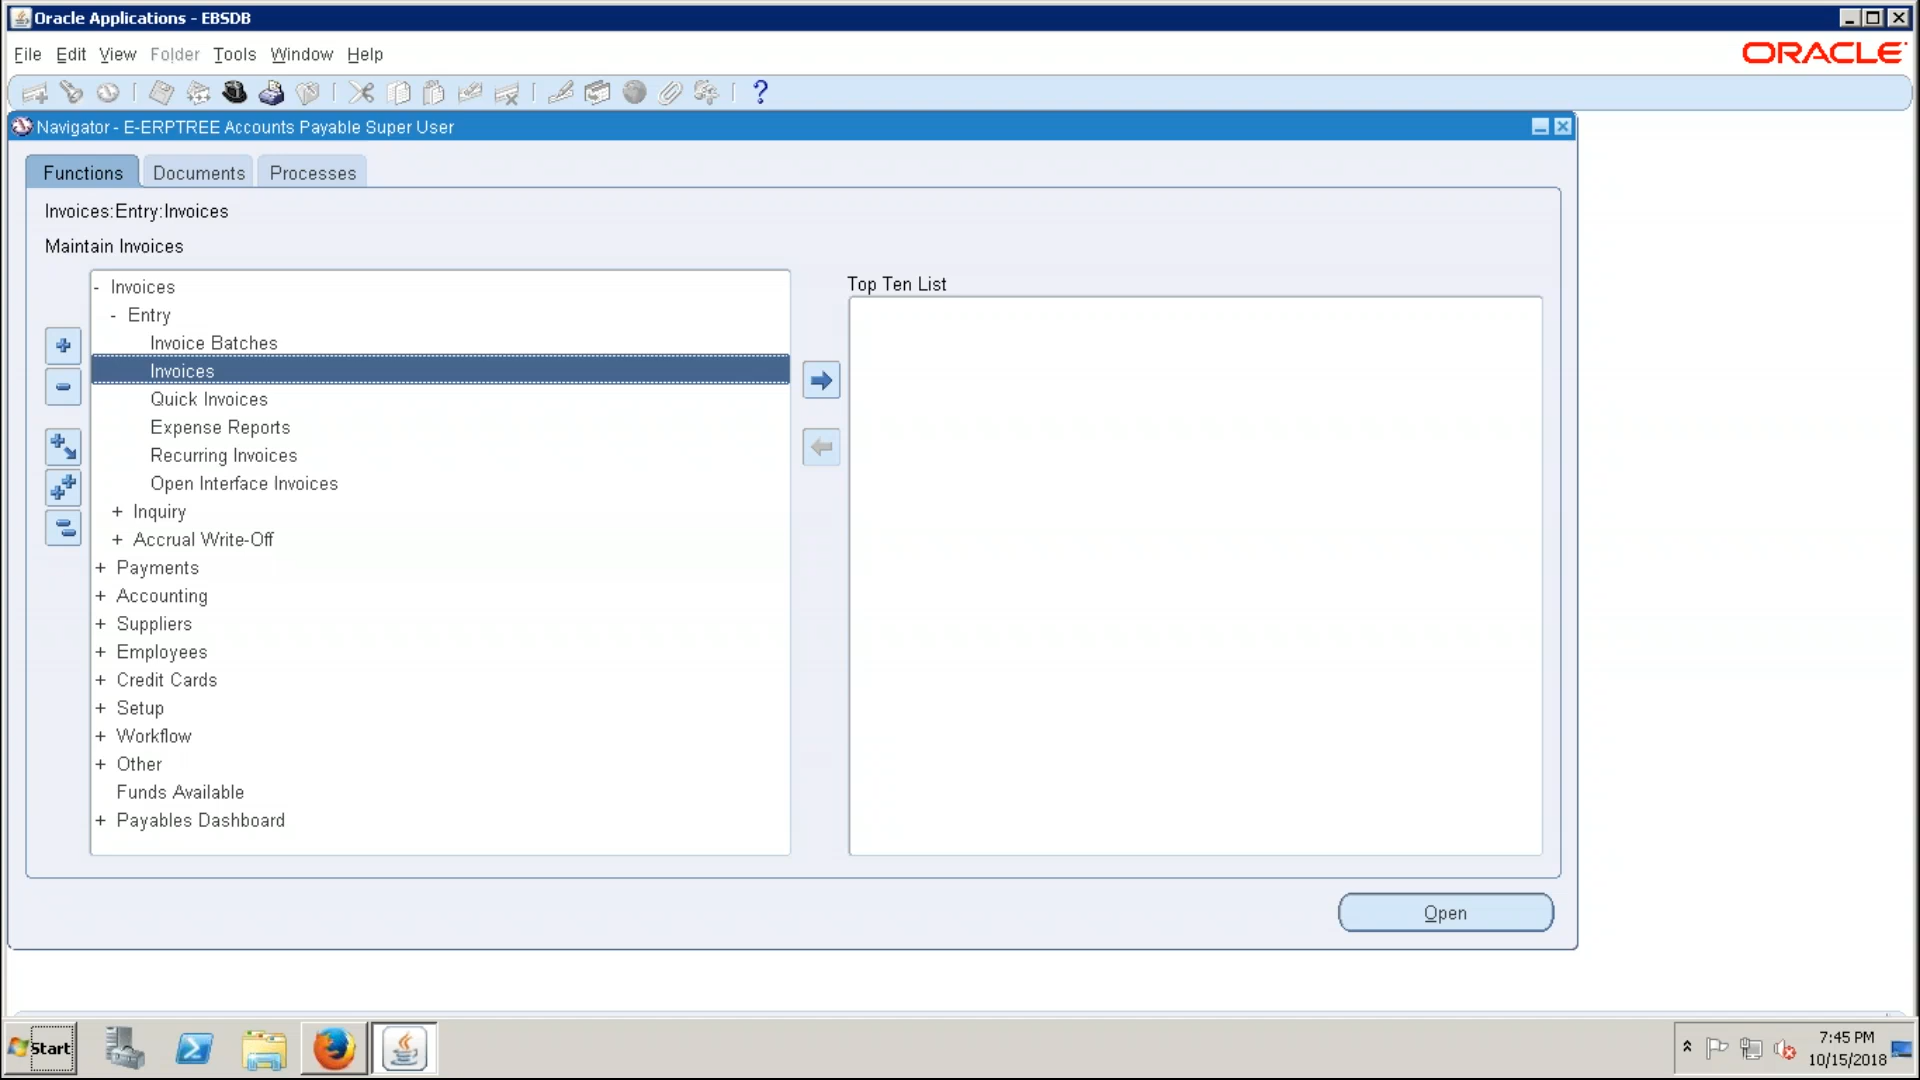 Oracle Applications - EBSDB
File Edit View Folder Tools Window Help
ORACLE
Navigator - E-ERPTREE Accounts Payable Super User
Functions Documents Processes
Invoices:Entry:Invoices
Maintain Invoices
Top Ten List
- Invoices
- Entry
Invoice Batches
Invoices
Quick Invoices
Expense Reports
Recurring Invoices
Open Interface Invoices
+ Inquiry
+ Accrual Write-Off
+ Payments
+ Accounting
+ Suppliers
+ Employees
+ Credit Cards
+ Setup
+ Workflow
+ Other
Funds Available
+ Payables Dashboard
Open
Start
7:45 PM
10/15/2018